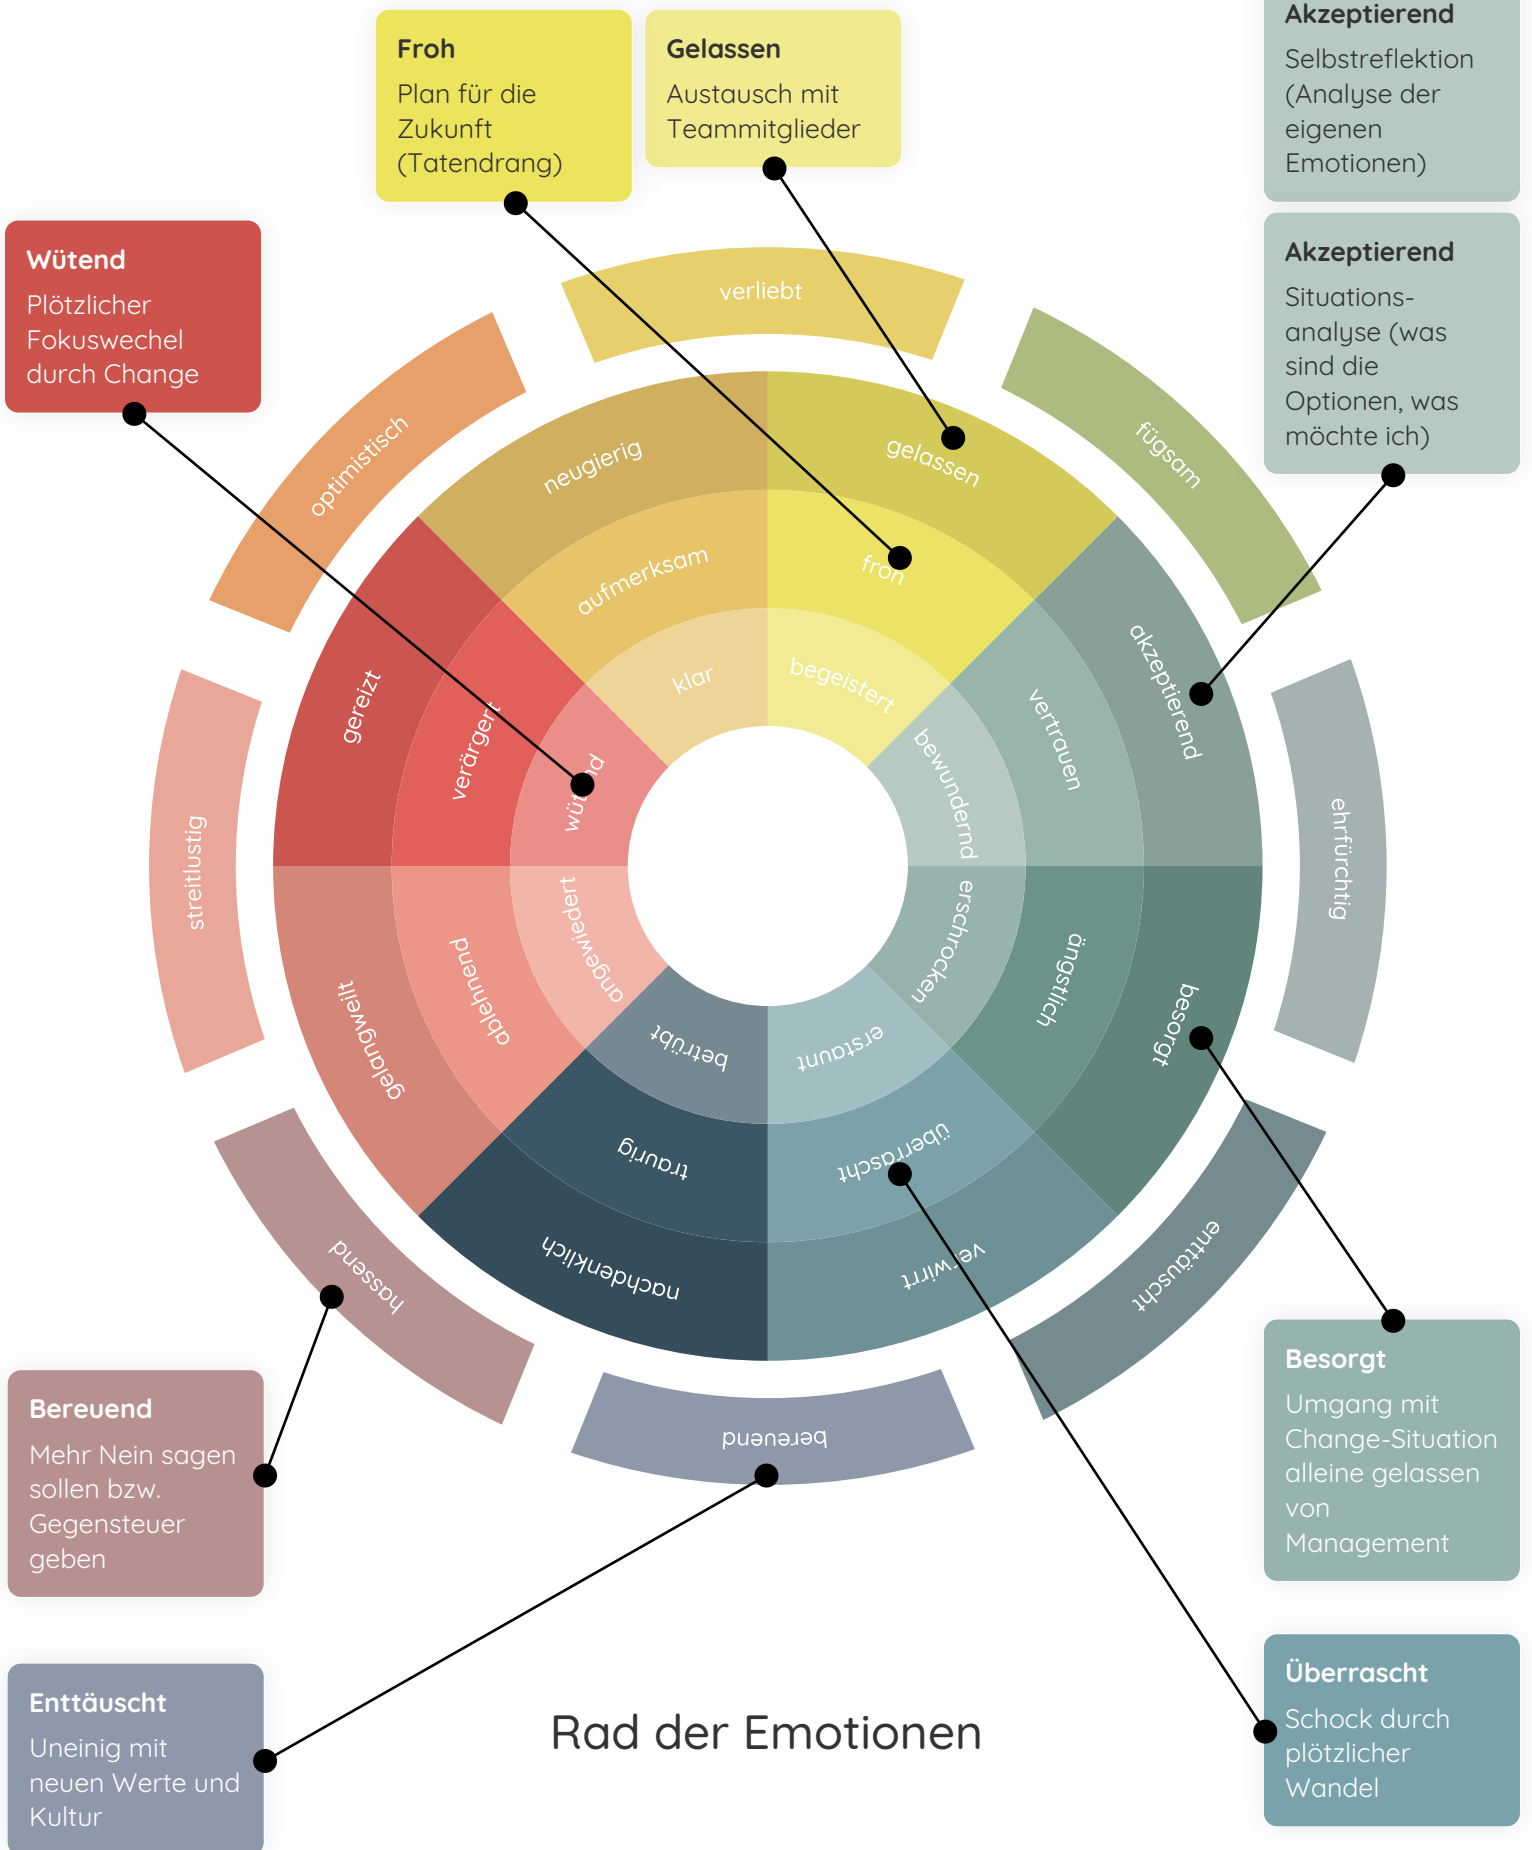 Froh
Plan für die
Zukunft
(Tatendrang)
Gelassen
Austausch mit
Teammitglieder
Akzeptierend
Selbstreflektion
(Analyse der
eigenen
Emotionen)
Akzeptierend
Situations-
analyse (was
sind die
Optionen, was
möchte ich)
Wütend
Plötzlicher
Fokuswechel
durch Change
verliebt
optimistisch
fügsam
neugierig
gelassen
aufmerksam
froh
klar
begeistert
gereizt
verärgert
wütend
bewundernd
vertrauen
akzeptierend
streitlustig
ehrfürchtig
gelangweilt
ablehnend
angewiedert
erschrocken
ängstlich
besorgt
betrübt
erstaunt
traurig
überrascht
nachdenklich
verwirrt
hassend
enttäuscht
bereuend
Bereuend
Mehr Nein sagen
sollen bzw.
Gegensteuer
geben
Besorgt
Umgang mit
Change-Situation
alleine gelassen
von
Management
Enttäuscht
Uneinig mit
neuen Werte und
Kultur
Rad der Emotionen
Überrascht
Schock durch
plötzlicher
Wandel